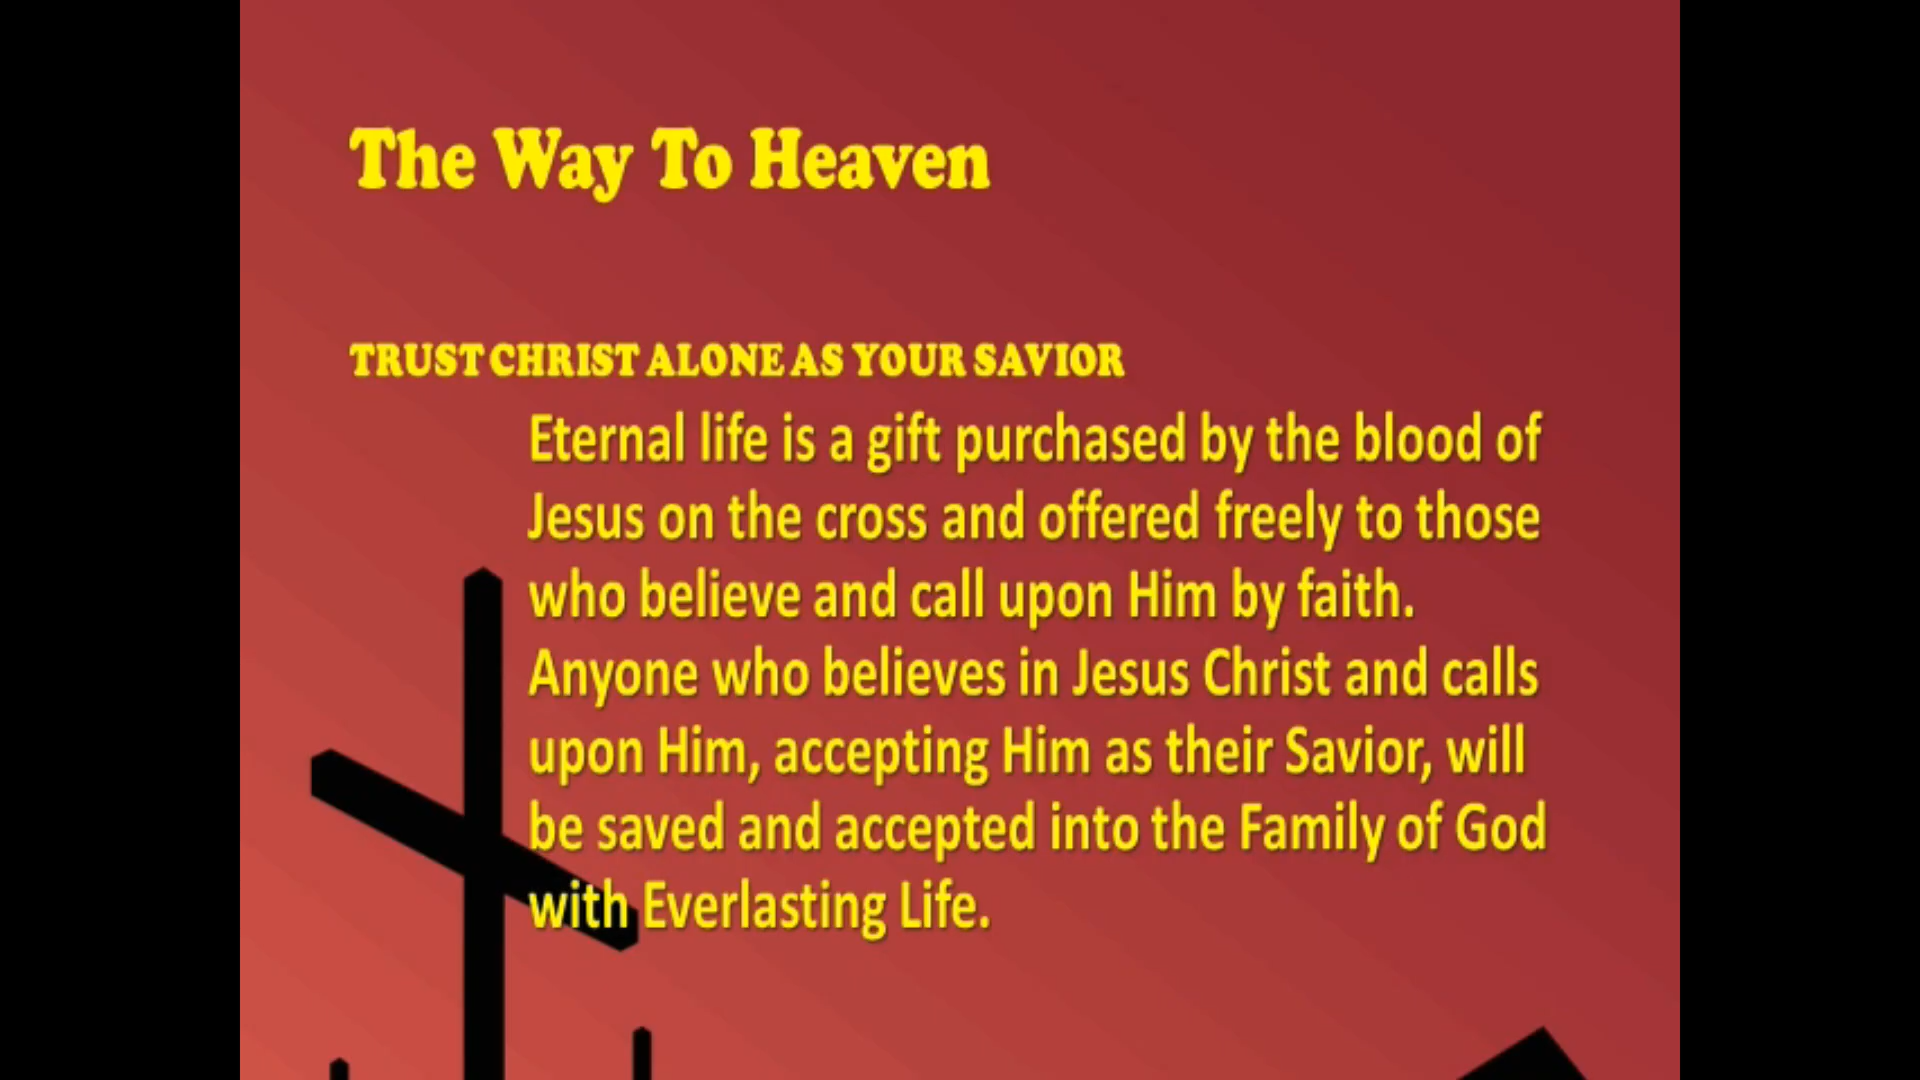 The Way To Heaven
TRUST CHRIST ALONE AS YOUR SAVIOR
Eternal life is a gift purchased by the blood of
Jesus on the cross and offered freely to those
who believe and call upon Him by faith.
Anyone who believes in Jesus Christ and calls
upon Him, accepting Him as their Savior, will
be saved and accepted into the Family of God
with Everlasting Life.